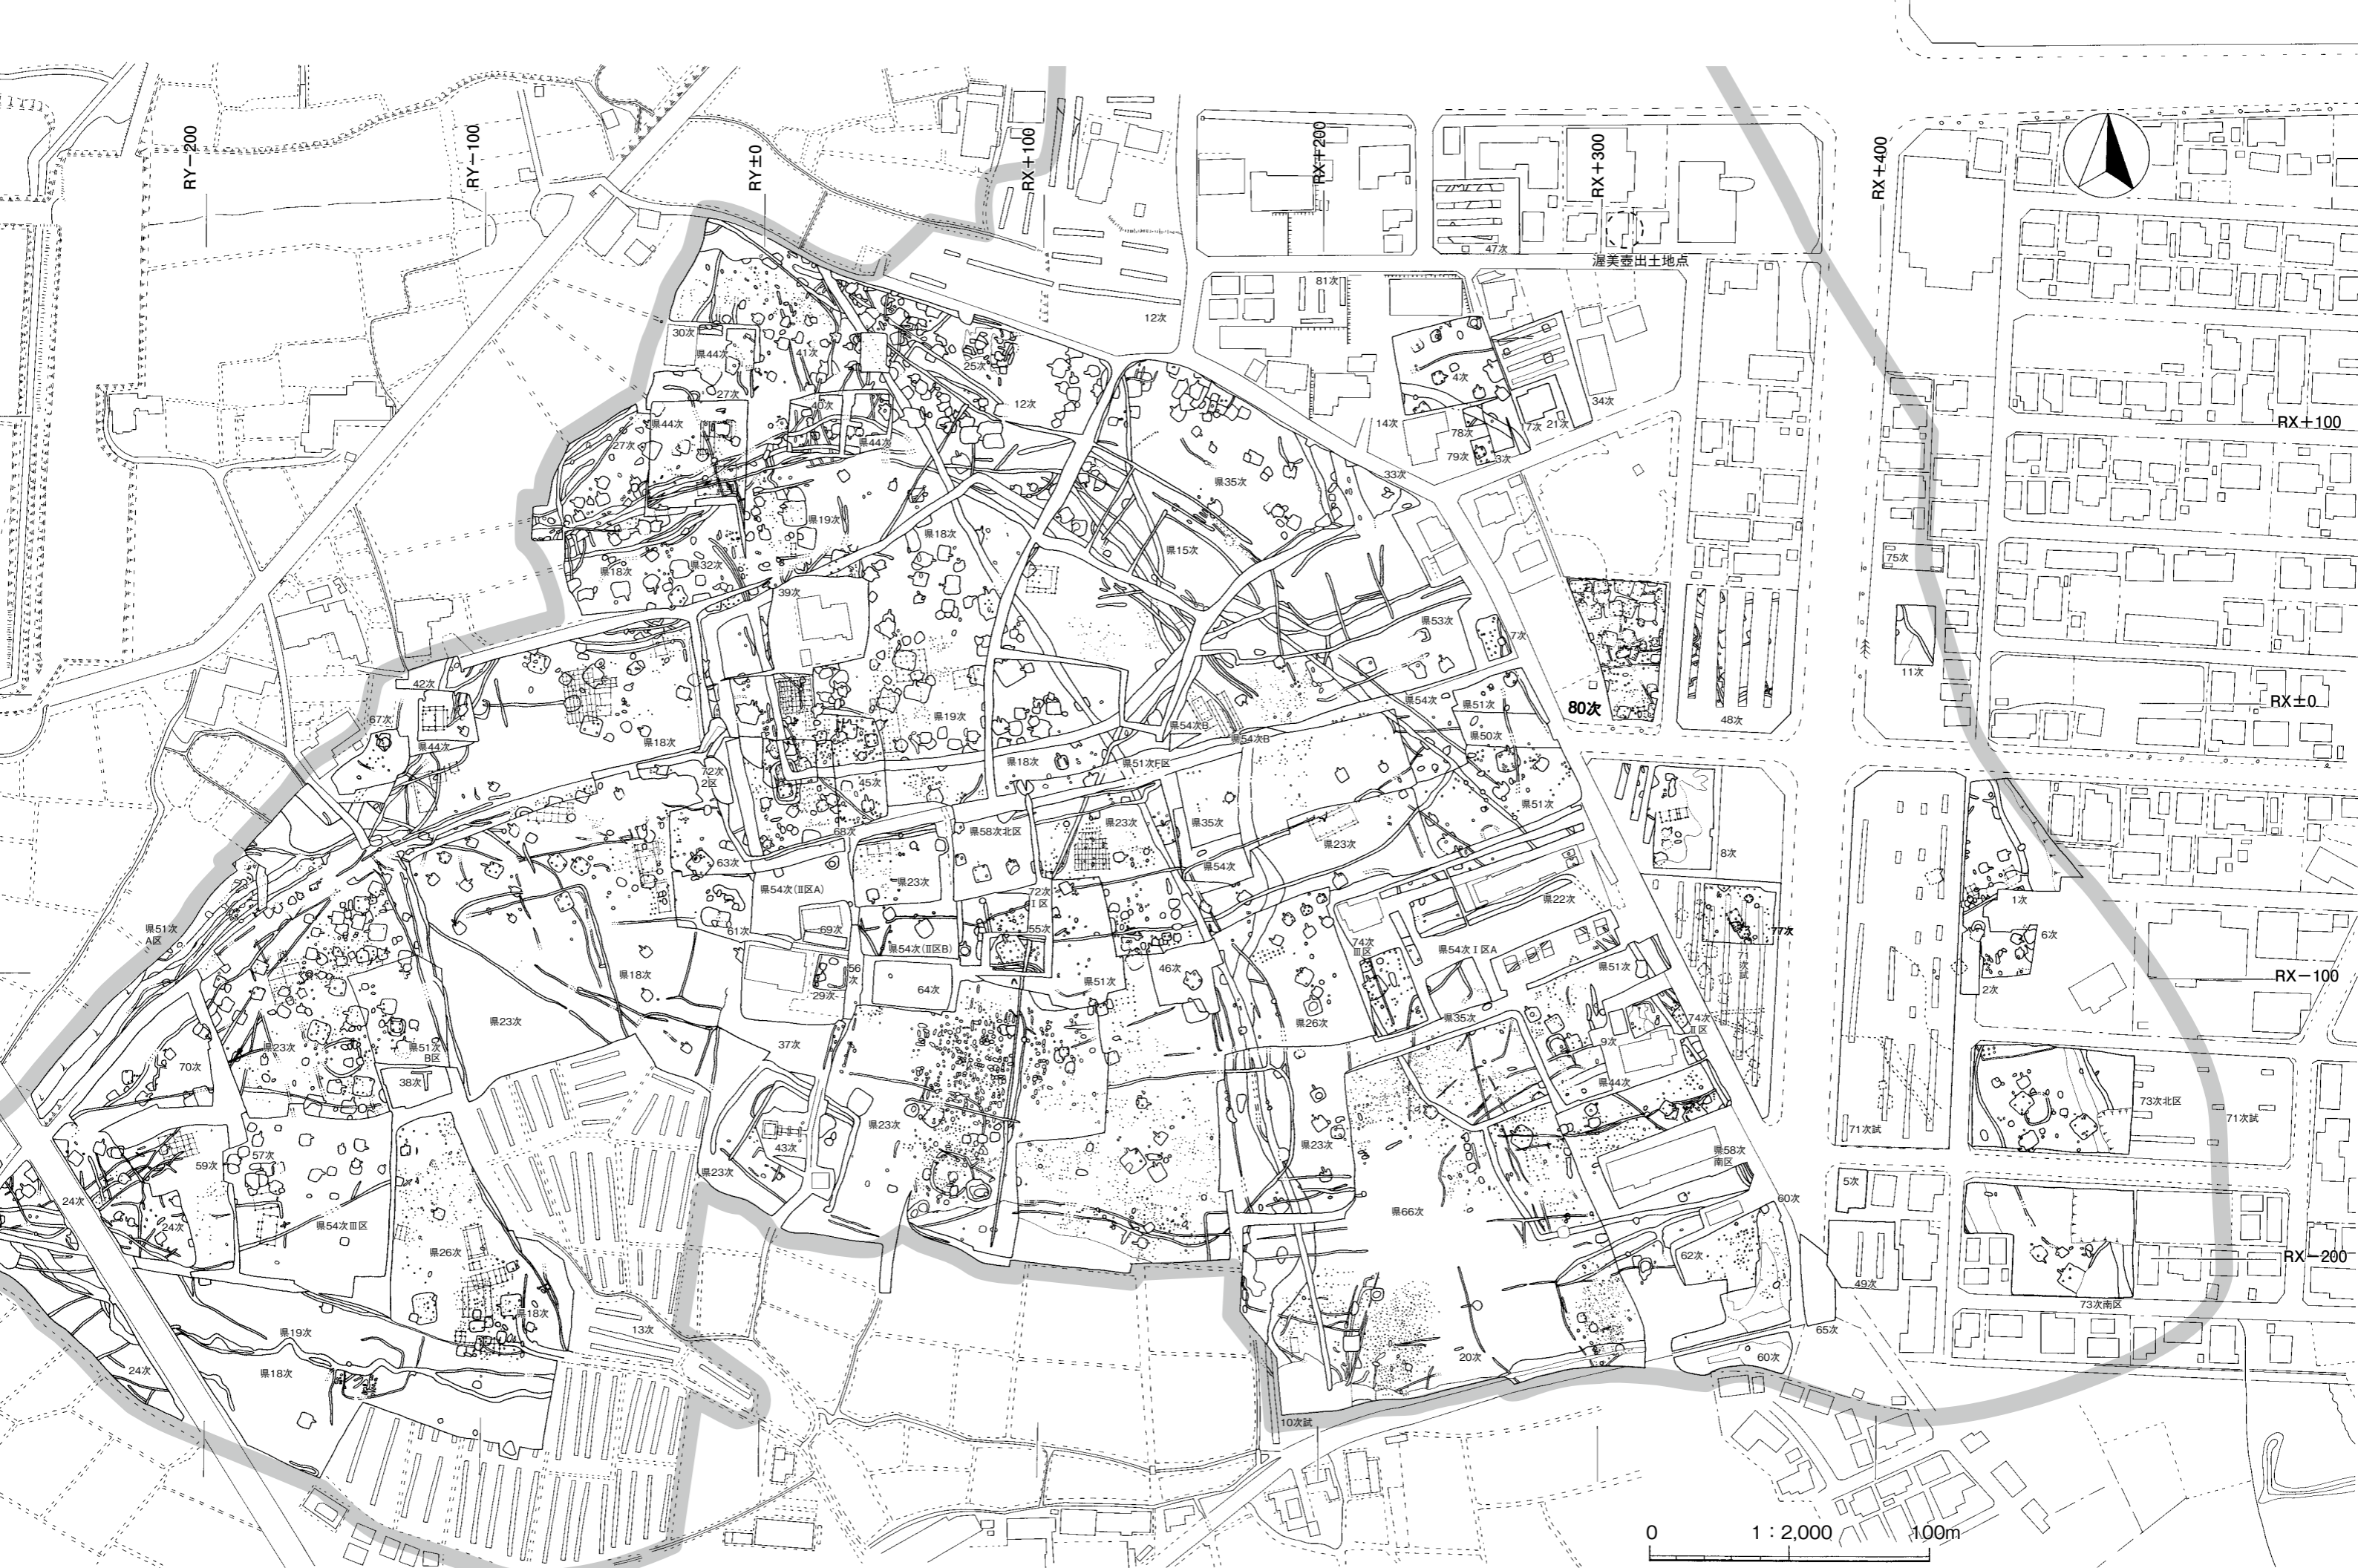 RY−200
RY−100
RY±0
RX＋100
RX＋200
RX＋300
RX＋400
47次
渥美壺出土地点
81次
12次
30次
県44次
41次
25次
4次
27次
40次
12次
34次
県44次
県44次
27次
14次
78次
7次
21次
RX＋100
79次
3次
33次
県35次
県19次
県18次
県15次
75次
県18次
県32次
39次
県53次
7次
11次
42次
67次
県54次
県51次
80次
48次
RX±0
県19次
県54次B
県54次B
県44次
県18次
県50次
72次
2区
県18次
県51次F区
45次
県51次
68次
県58次北区
県23次
県35次
県23次
8次
63次
県54次
県54次(Ⅱ区A)
県23次
72次
Ⅰ区
県22次
1次
県51次
A区
61次
69次
55次
県54次(Ⅱ区B)
74次
Ⅲ区
県54次Ⅰ区A
77次
71次試
6次
県18次
56次
29次
64次
県51次
46次
県51次
RX−100
2次
県23次
県26次
県35次
74次
Ⅱ区
県23次
県51次
B区
37次
9次
70次
38次
県44次
73次北区
71次試
71次試
県23次
県23次
43次
県23次
県58次
南区
59次
57次
24次
24次
県54次Ⅲ区
県26次
県66次
60次
5次
62次
49次
RX−200
73次南区
県18次
県19次
13次
65次
24次
県18次
20次
60次
10次試
0
1：2,000
100m